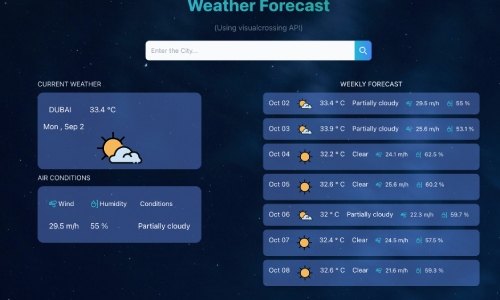 Weather Forecast
(Using visualcrossing API)
Enter the City...
CURRENT WEATHER
DUBAI 33.4 °C
Mon , Sep 2
AIR CONDITIONS
Wind Humidity Conditions
29.5 m/h 55 % Partially cloudy
WEEKLY FORECAST
Oct 02 33.4 ° C Partially cloudy 29.5 m/h 55 %
Oct 03 33.9 ° C Partially cloudy 25.6 m/h 53.1 %
Oct 04 32.2 ° C Clear 24.1 m/h 62.5 %
Oct 05 32.6 ° C Clear 25.8 m/h 60.2 %
Oct 06 32 ° C Partially cloudy 22.3 m/h 59.7 %
Oct 07 32.4 ° C Clear 24.5 m/h 57.5 %
Oct 08 32.6 ° C Clear 21.6 m/h 59.3 %